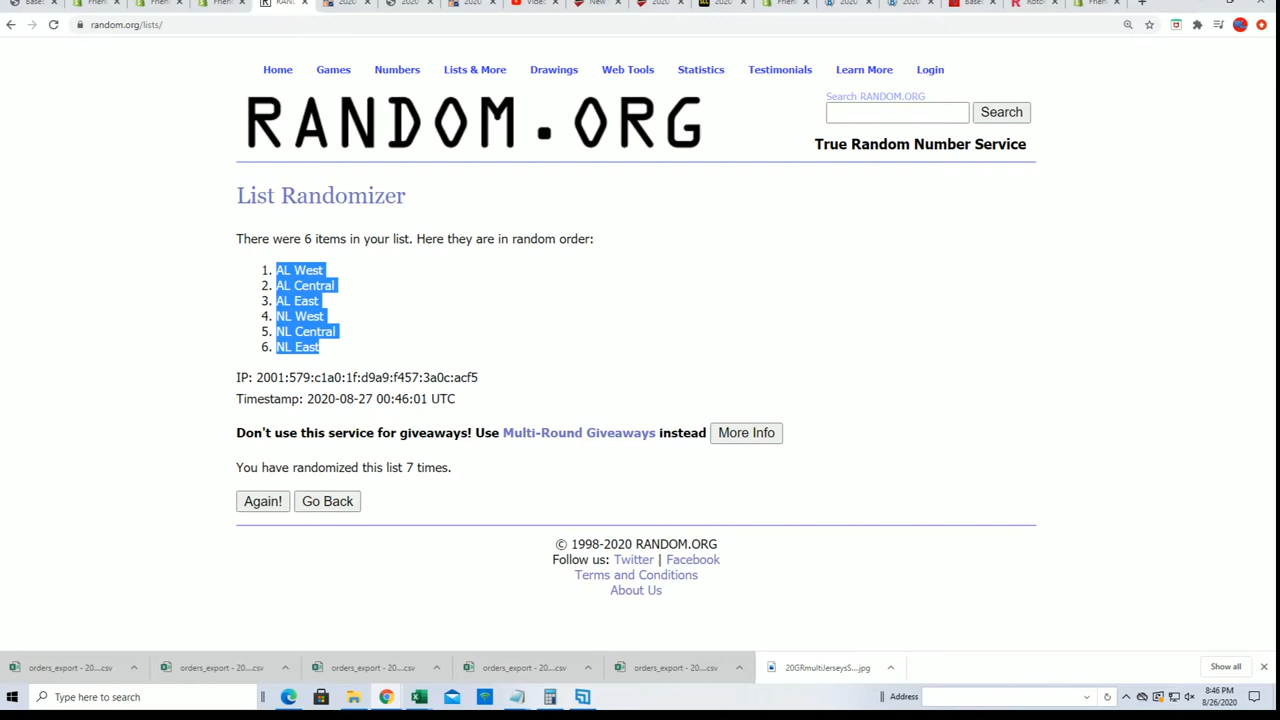 random.org/lists/
Home Games Numbers Lists & More Drawings Web Tools Statistics Testimonials Learn More Login
RANDOM.ORG
Search RANDOM.ORG
Search
True Random Number Service
List Randomizer
There were 6 items in your list. Here they are in random order:
1. AL West
2. AL Central
3. AL East
4. NL West
5. NL Central
6. NL East
IP: 2001:579:c1a0:1f:d9a9:f457:3a0c:acf5
Timestamp: 2020-08-27 00:46:01 UTC
Don't use this service for giveaways! Use Multi-Round Giveaways instead More Info
You have randomized this list 7 times.
Again! Go Back
© 1998-2020 RANDOM.ORG
Follow us: Twitter | Facebook
Terms and Conditions
About Us
orders_export - 20....csv orders_export - 20....csv orders_export - 20....csv orders_export - 20....csv orders_export - 20....csv 20GRmultiJerseysS....jpg Show all
Type here to search
Address
8:46 PM
8/26/2020